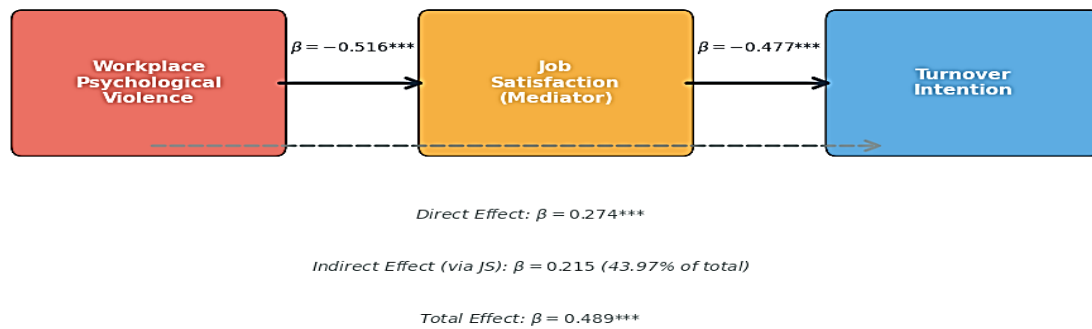 β = −0.516***
β = −0.477***
Workplace
Psychological
Violence
Job
Satisfaction
(Mediator)
Turnover
Intention
Direct Effect: β = 0.274***
Indirect Effect (via JS): β = 0.215 (43.97% of total)
Total Effect: β = 0.489***